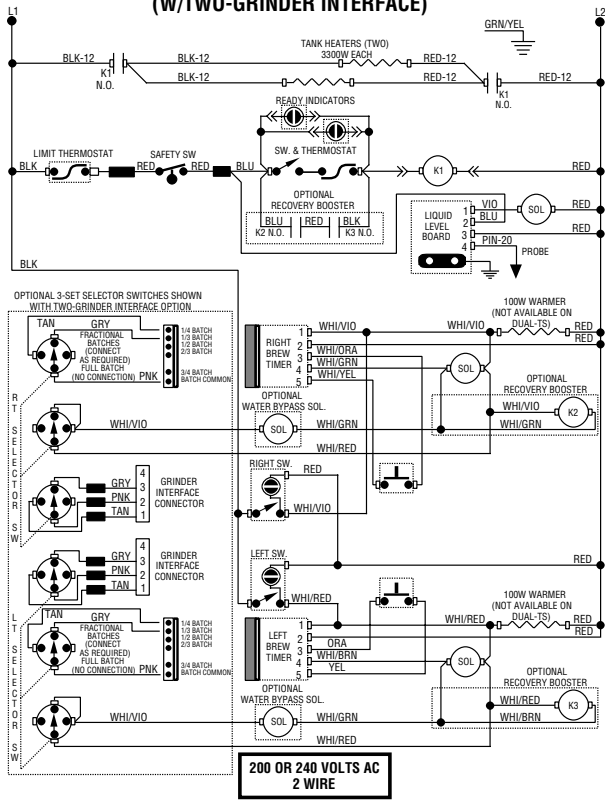 (W/TWO-GRINDER INTERFACE)
L1
L2
GRN/YEL
TANK HEATERS (TWO)
3300W EACH
BLK-12
BLK-12
RED-12
K1
N.O.
BLK-12
RED-12
RED-12
K1
N.O.
READY INDICATORS
LIMIT THERMOSTAT
SAFETY SW
SW. & THERMOSTAT
BLK
RED
RED
BLU
K1
RED
OPTIONAL
RECOVERY BOOSTER
BLU
RED
BLK
K2 N.O.
K3 N.O.
LIQUID
LEVEL
BOARD
1
2
3
4
VIO
BLU
SOL
RED
RED
PIN-20
PROBE
BLK
OPTIONAL 3-SET SELECTOR SWITCHES SHOWN
WITH TWO-GRINDER INTERFACE OPTION
TAN
GRY
FRACTIONAL
BATCHES
(CONNECT
AS REQUIRED)
FULL BATCH
(NO CONNECTION)
PNK
1/4 BATCH
1/3 BATCH
1/2 BATCH
2/3 BATCH
3/4 BATCH
BATCH COMMON
RT SELECTOR SW
RIGHT
BREW
TIMER
1
2
3
4
5
WHI/VIO
WHI/ORA
WHI/GRN
WHI/YEL
WHI/VIO
100W WARMER
(NOT AVAILABLE ON
DUAL-TS)
RED
RED
SOL
OPTIONAL
RECOVERY BOOSTER
WHI/VIO
K2
WHI/GRN
OPTIONAL
WATER BYPASS SOL.
WHI/VIO
SOL
WHI/GRN
WHI/RED
RIGHT SW.
RED
WHI/VIO
GRY
PNK
TAN
4
3
2
1
GRINDER
INTERFACE
CONNECTOR
GRY
PNK
TAN
4
3
2
1
GRINDER
INTERFACE
CONNECTOR
LEFT SW.
RED
WHI/RED
LT SELECTOR SW
TAN
GRY
FRACTIONAL
BATCHES
(CONNECT
AS REQUIRED)
FULL BATCH
(NO CONNECTION)
PNK
1/4 BATCH
1/3 BATCH
1/2 BATCH
2/3 BATCH
3/4 BATCH
BATCH COMMON
LEFT
BREW
TIMER
1
2
3
4
5
ORA
WHI/BRN
YEL
WHI/RED
100W WARMER
(NOT AVAILABLE ON
DUAL-TS)
RED
RED
SOL
OPTIONAL
RECOVERY BOOSTER
WHI/RED
K3
WHI/BRN
OPTIONAL
WATER BYPASS SOL.
WHI/VIO
SOL
WHI/GRN
WHI/RED
200 OR 240 VOLTS AC
2 WIRE